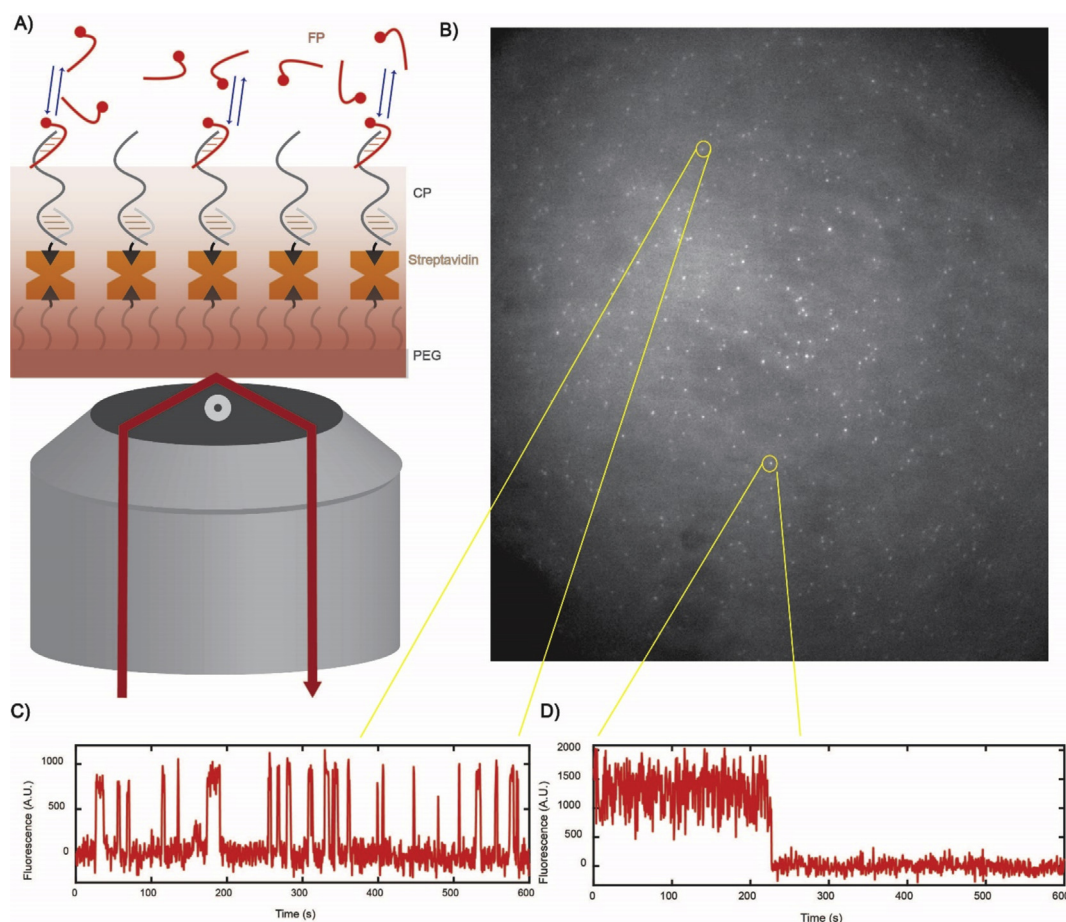 A)
FP
CP
Streptavidin
PEG
B)
C)
Fluorescence (A.U.)
1000
500
0
0 100 200 300 400 500 600
Time (s)
D)
Fluorescence (A.U.)
2000
1500
1000
500
0
0 100 200 300 400 500 600
Time (s)